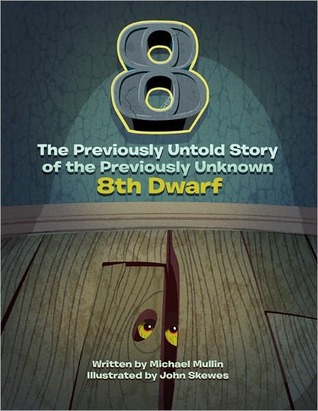 8
The Previously Untold Story
of the Previously Unknown
8th Dwarf
Written by Michael Mullin
Illustrated by John Skewes